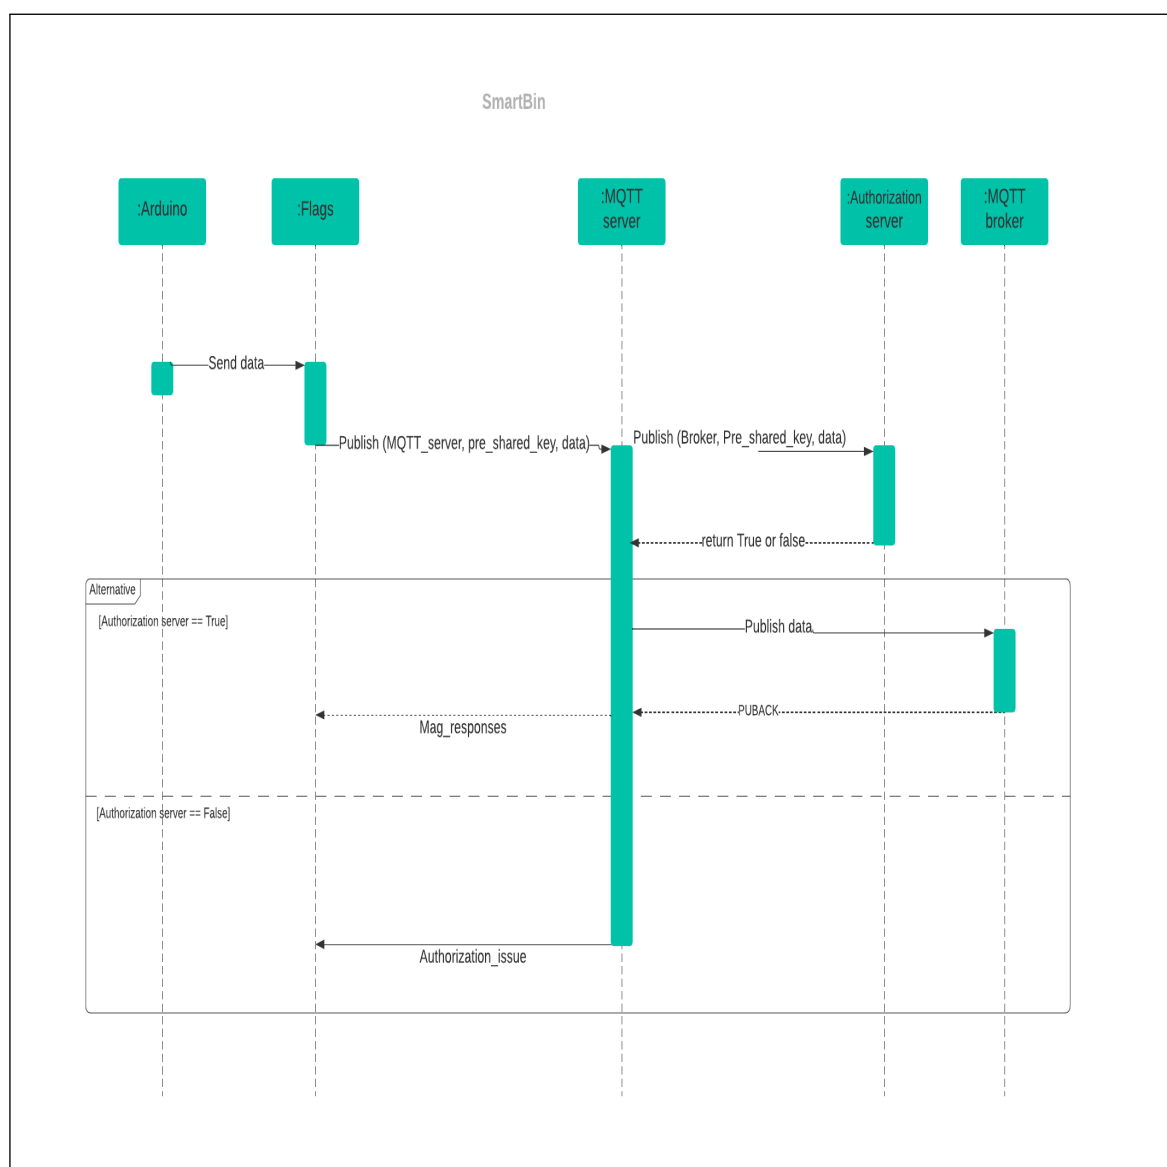 SmartBin
:Arduino
:Flags
:MQTT
server
:Authorization
server
:MQTT
broker
Send data
Publish (MQTT_server, pre_shared_key, data)
Publish (Broker, Pre_shared_key, data)
return True or false
Alternative
[Authorization server == True]
Publish data
PUBACK
Mag_responses
[Authorization server == False]
Authorization_issue